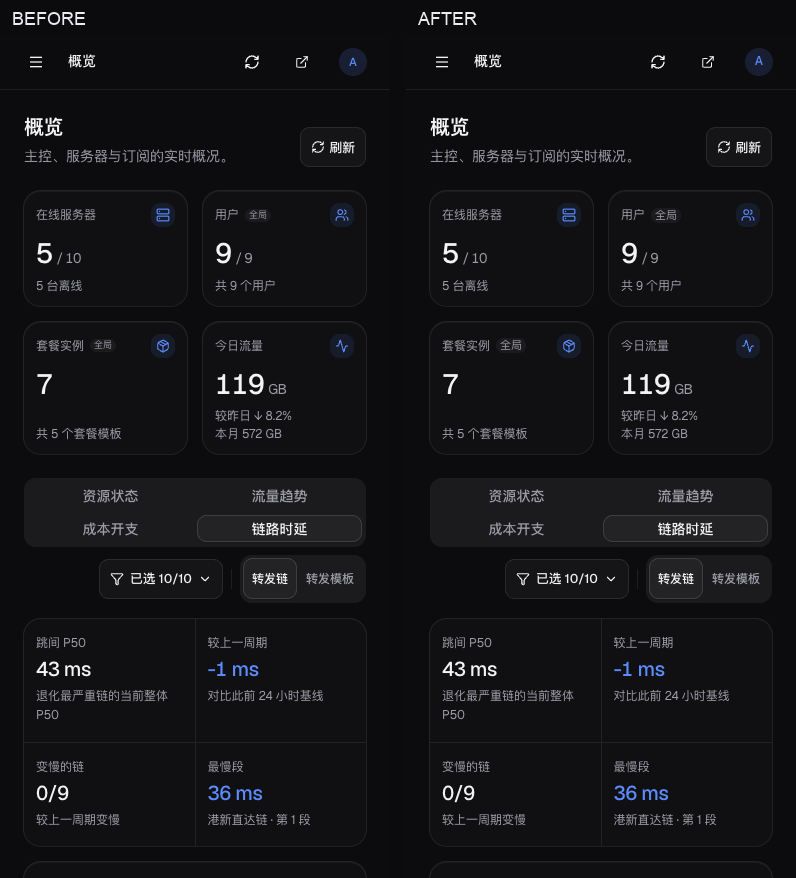 BEFORE
概览
A
概览
主控、服务器与订阅的实时概况。
刷新
在线服务器
5 / 10
5 台离线
用户 全局
9 / 9
共 9 个用户
套餐实例 全局
7
共 5 个套餐模板
今日流量
119 GB
较昨日 ↓ 8.2%
本月 572 GB
资源状态
流量趋势
成本开支
链路时延
已选 10/10
转发链
转发模板
跳间 P50
43 ms
退化最严重链的当前整体
P50
较上一周期
-1 ms
对比此前 24 小时基线
变慢的链
0/9
较上一周期变慢
最慢段
36 ms
港新直达链 · 第 1 段
AFTER
概览
A
概览
主控、服务器与订阅的实时概况。
刷新
在线服务器
5 / 10
5 台离线
用户 全局
9 / 9
共 9 个用户
套餐实例 全局
7
共 5 个套餐模板
今日流量
119 GB
较昨日 ↓ 8.2%
本月 572 GB
资源状态
流量趋势
成本开支
链路时延
已选 10/10
转发链
转发模板
跳间 P50
43 ms
退化最严重链的当前整体
P50
较上一周期
-1 ms
对比此前 24 小时基线
变慢的链
0/9
较上一周期变慢
最慢段
36 ms
港新直达链 · 第 1 段